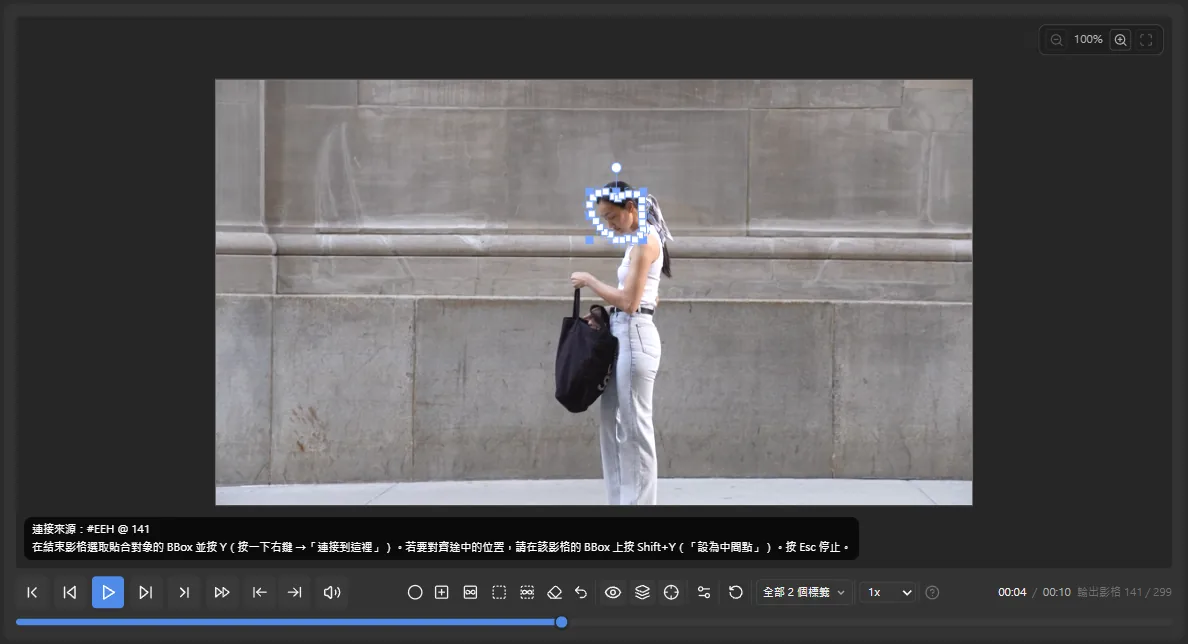 100%
連接來源：#EEH @ 141
在結束影格選取貼合對象的 BBox 並按 Y（按一下右鍵 →「連接到這裡」）。若要對齊途中的位置，請在該影格的 BBox 上按 Shift+Y（「設為中間點」）。按 Esc 停止。
全部 2 個標籤
1x
00:04 / 00:10 輸出影格 141 / 299